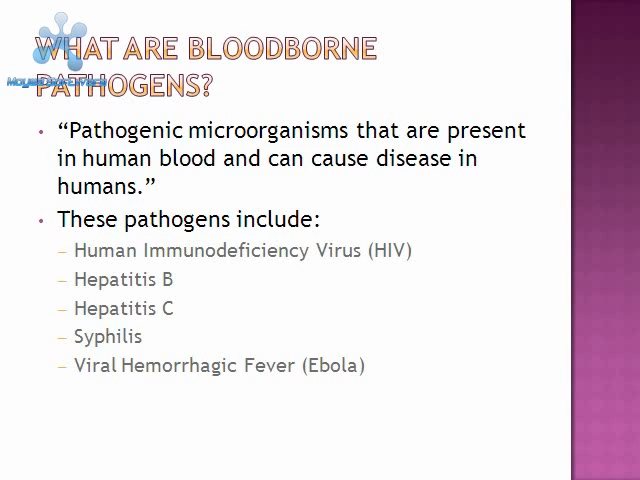 WHAT ARE BLOODBORNE
PATHOGENS?
• “Pathogenic microorganisms that are present
in human blood and can cause disease in
humans.”
• These pathogens include:
– Human Immunodeficiency Virus (HIV)
– Hepatitis B
– Hepatitis C
– Syphilis
– Viral Hemorrhagic Fever (Ebola)